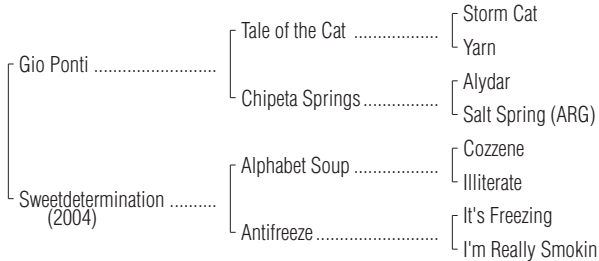 Storm Cat
Tale of the Cat ..................
Yarn
Gio Ponti ..........................
Alydar
Chipeta Springs................
Salt Spring (ARG)
Cozzene
Alphabet Soup ..................
Illiterate
Sweetdetermination ..........
(2004)
It's Freezing
Antifreeze..........................
I'm Really Smokin